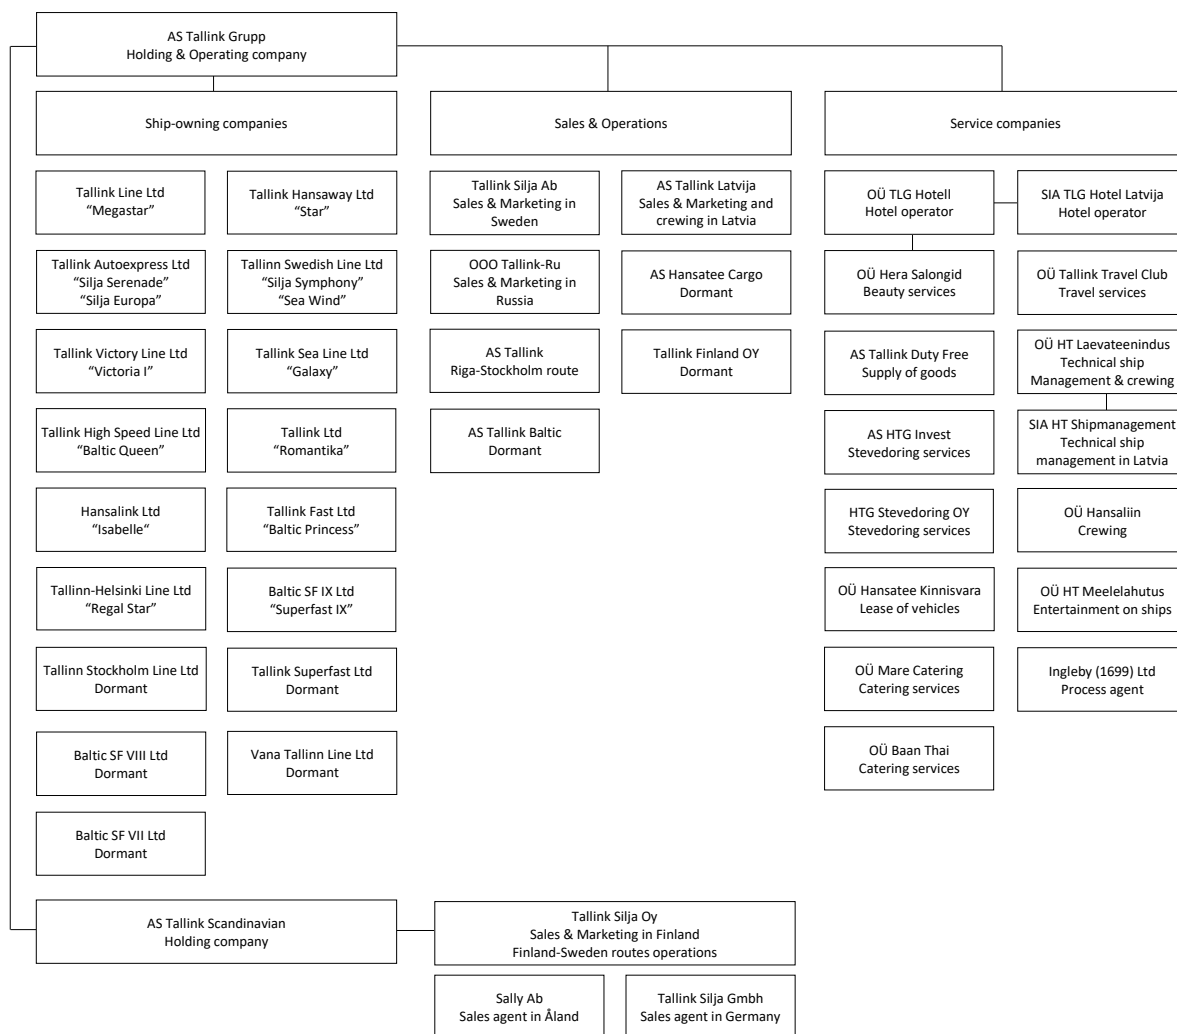 AS Tallink Grupp
Holding & Operating company
Ship-owning companies
Sales & Operations
Service companies
Tallink Line Ltd
“Megastar”
Tallink Hansaway Ltd
“Star”
Tallink Silja Ab
Sales & Marketing in
Sweden
AS Tallink Latvija
Sales & Marketing and
crewing in Latvia
OÜ TLG Hotell
Hotel operator
SIA TLG Hotel Latvija
Hotel operator
Tallink Autoexpress Ltd
“Silja Serenade”
“Silja Europa”
Tallinn Swedish Line Ltd
“Silja Symphony”
“Sea Wind”
OOO Tallink-Ru
Sales & Marketing in
Russia
AS Hansatee Cargo
Dormant
OÜ Hera Salongid
Beauty services
OÜ Tallink Travel Club
Travel services
Tallink Victory Line Ltd
“Victoria I”
Tallink Sea Line Ltd
“Galaxy”
AS Tallink
Riga-Stockholm route
Tallink Finland OY
Dormant
AS Tallink Duty Free
Supply of goods
OÜ HT Laevateenindus
Technical ship
Management & crewing
Tallink High Speed Line Ltd
“Baltic Queen”
Tallink Ltd
“Romantika”
AS Tallink Baltic
Dormant
AS HTG Invest
Stevedoring services
SIA HT Shipmanagement
Technical ship
management in Latvia
Hansalink Ltd
“Isabelle“
Tallink Fast Ltd
“Baltic Princess”
HTG Stevedoring OY
Stevedoring services
OÜ Hansaliin
Crewing
Tallinn-Helsinki Line Ltd
“Regal Star”
Baltic SF IX Ltd
“Superfast IX”
OÜ Hansatee Kinnisvara
Lease of vehicles
OÜ HT Meelelahutus
Entertainment on ships
Tallinn Stockholm Line Ltd
Dormant
Tallink Superfast Ltd
Dormant
OÜ Mare Catering
Catering services
Ingleby (1699) Ltd
Process agent
Baltic SF VIII Ltd
Dormant
Vana Tallinn Line Ltd
Dormant
OÜ Baan Thai
Catering services
Baltic SF VII Ltd
Dormant
AS Tallink Scandinavian
Holding company
Tallink Silja Oy
Sales & Marketing in Finland
Finland-Sweden routes operations
Sally Ab
Sales agent in Åland
Tallink Silja Gmbh
Sales agent in Germany